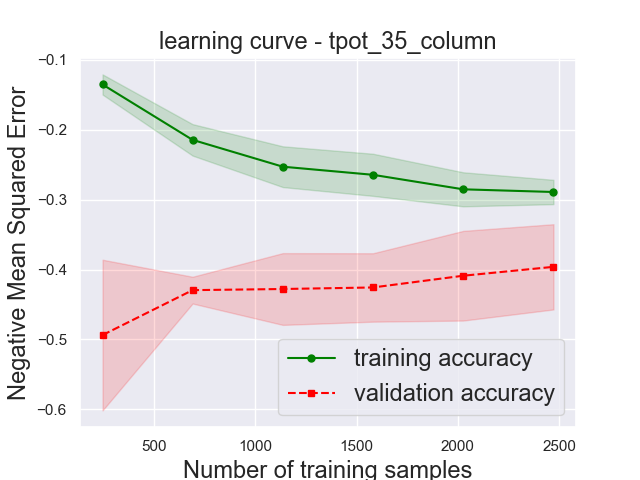 learning curve - tpot_35_column
Negative Mean Squared Error
−0.1
−0.2
−0.3
−0.4
−0.5
−0.6
training accuracy
validation accuracy
500
1000
1500
2000
2500
Number of training samples